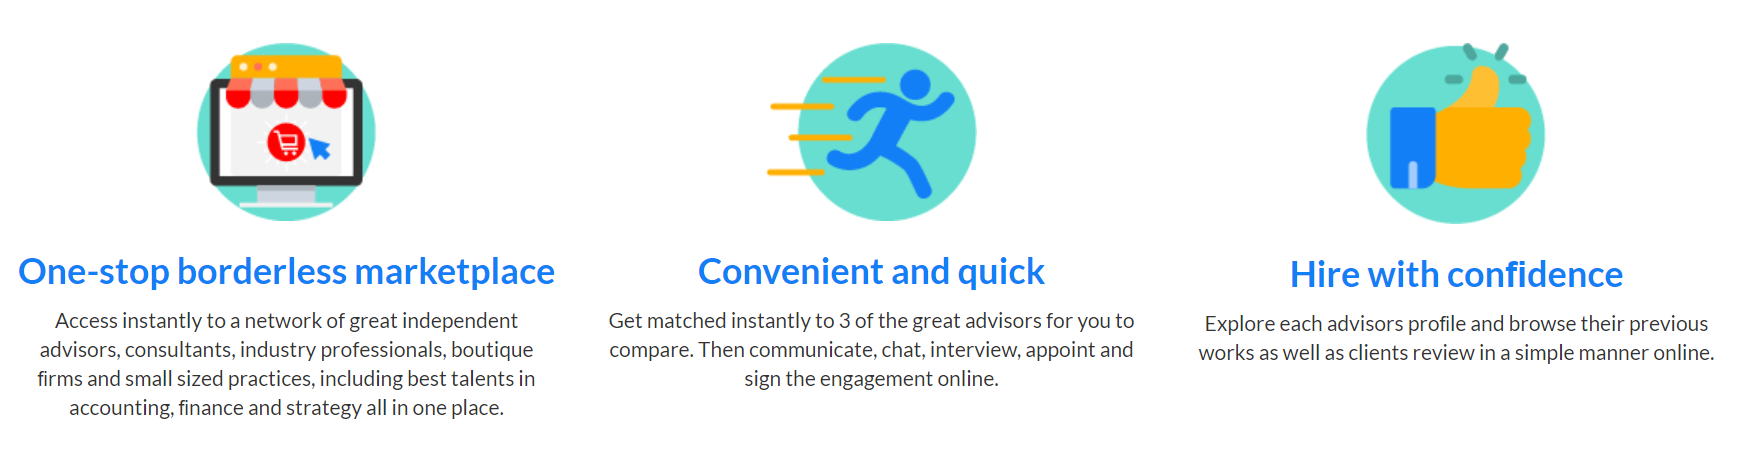 One-stop borderless marketplace
Access instantly to a network of great independent
advisors, consultants, industry professionals, boutique
firms and small sized practices, including best talents in
accounting, finance and strategy all in one place.
Convenient and quick
Get matched instantly to 3 of the great advisors for you to
compare. Then communicate, chat, interview, appoint and
sign the engagement online.
Hire with confidence
Explore each advisors profile and browse their previous
works as well as clients review in a simple manner online.